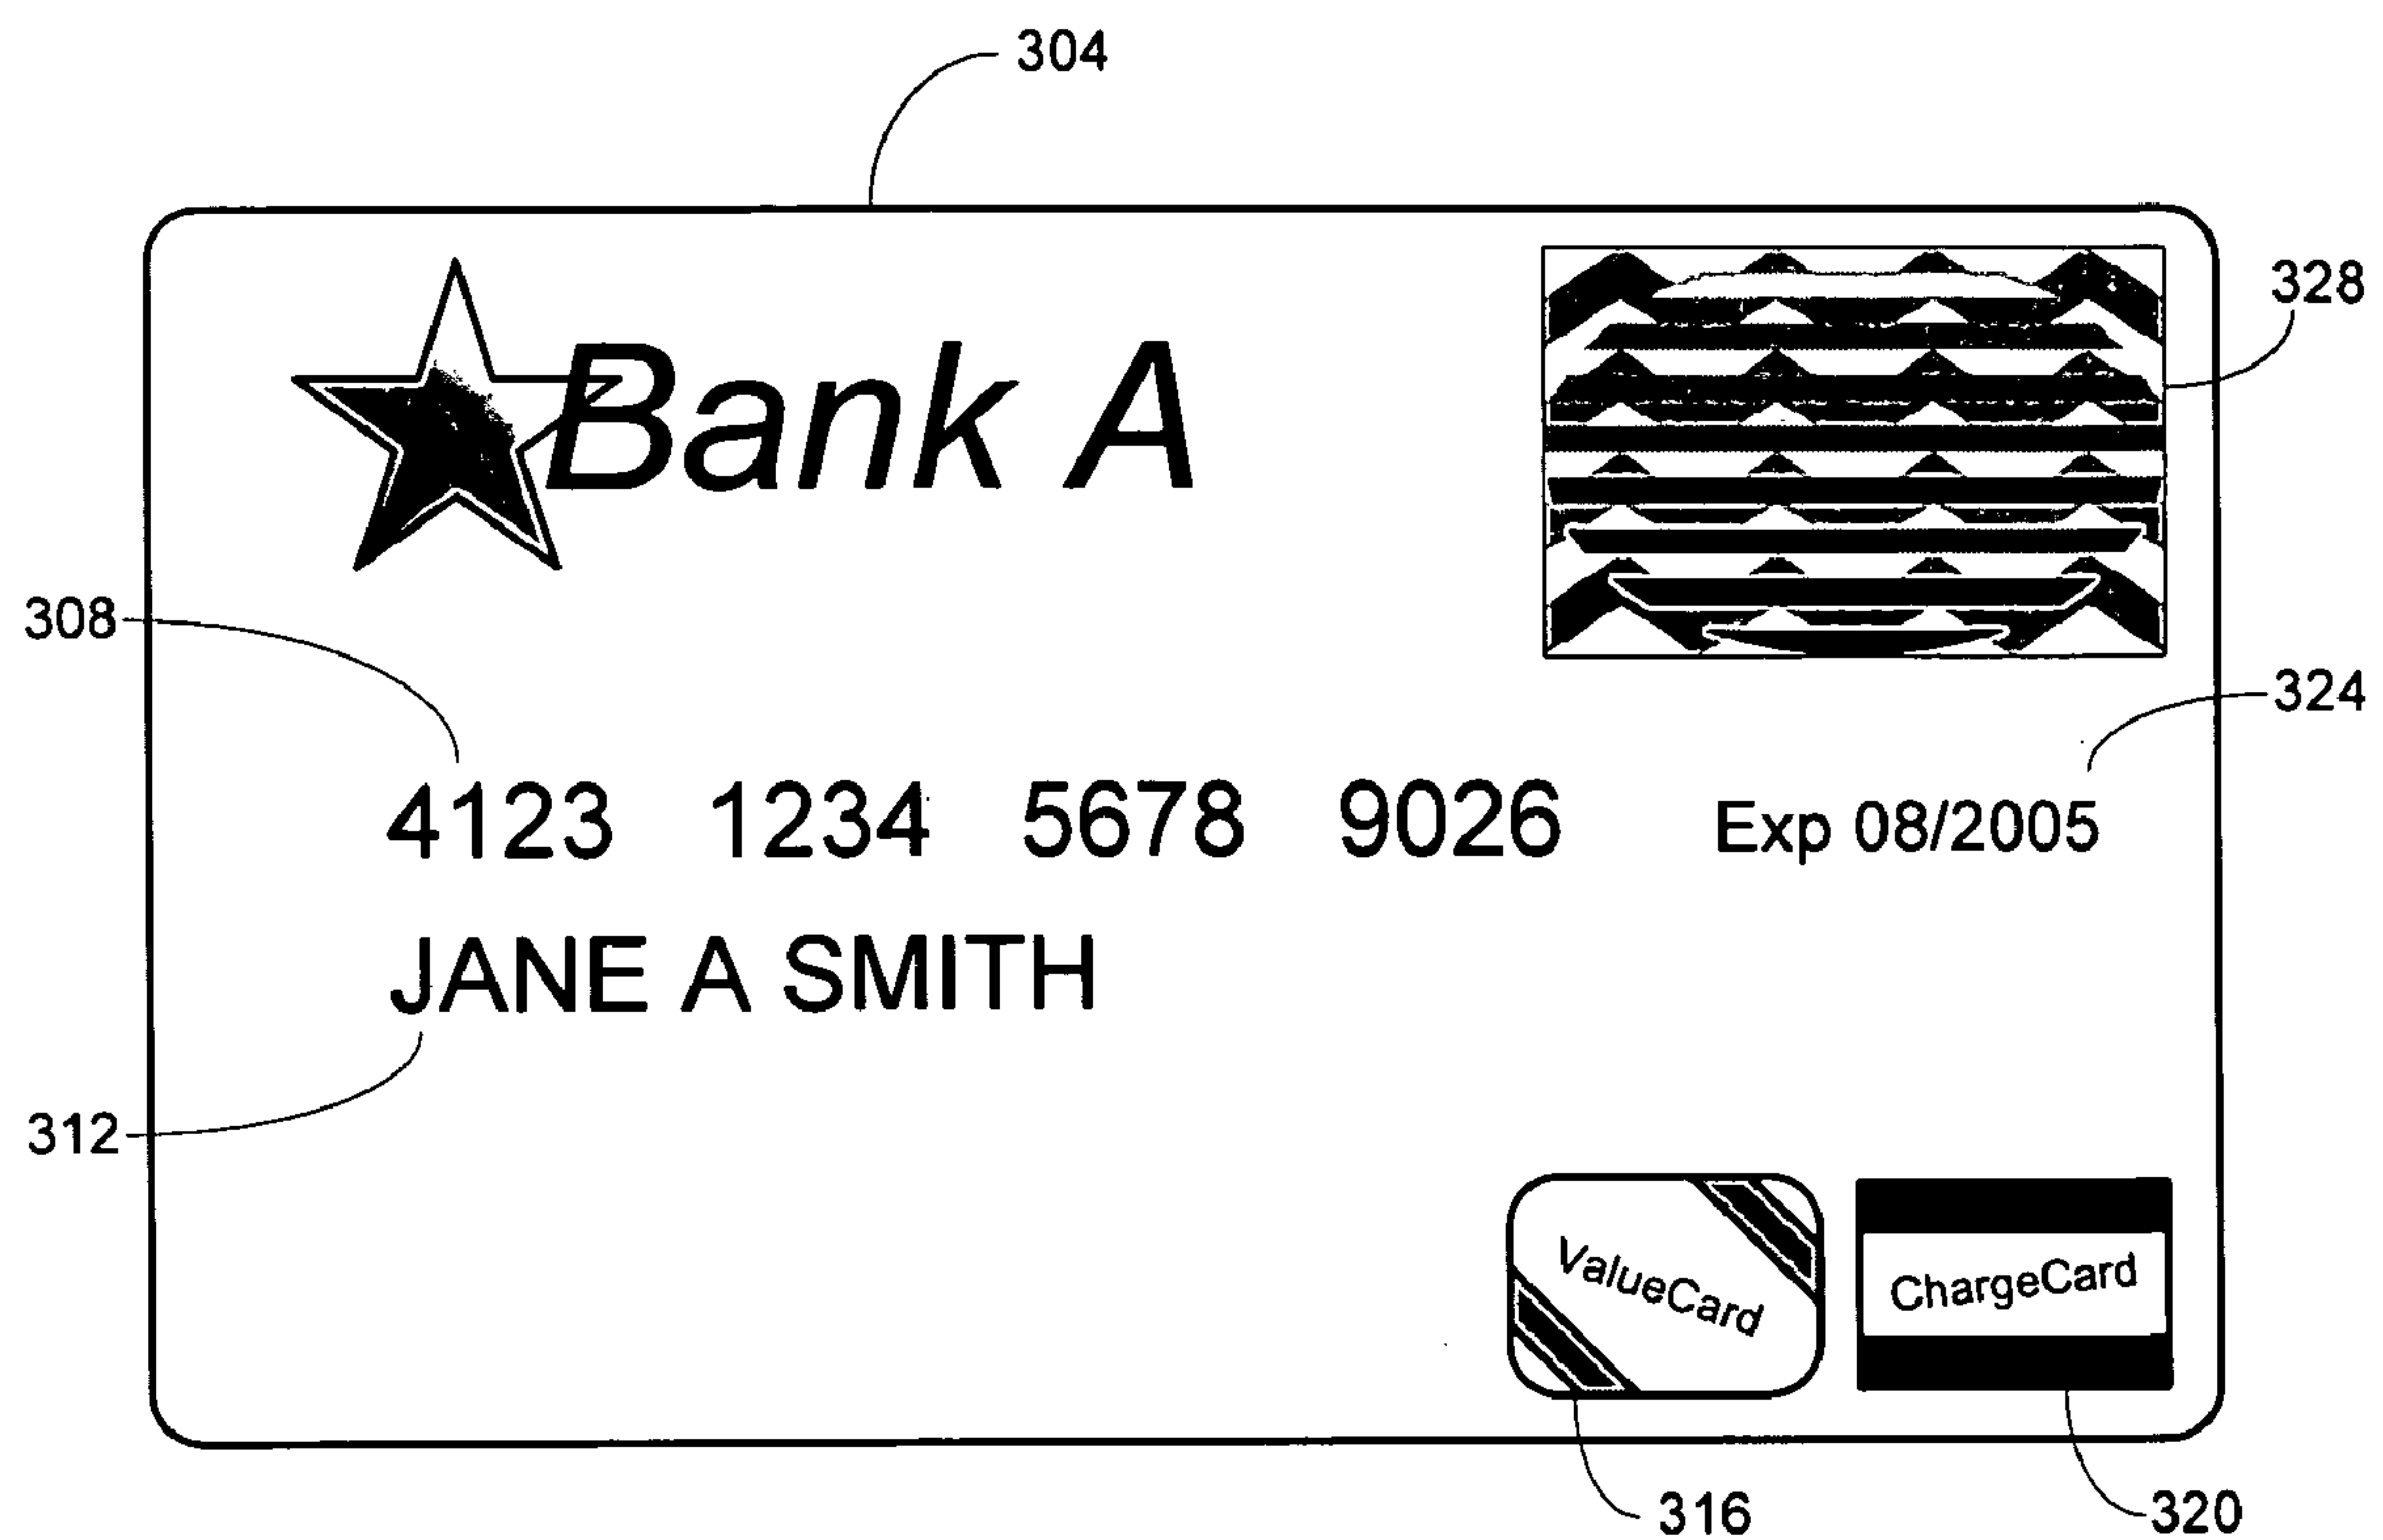 304
328
Bank A
308
324
4123 1234 5678 9026 Exp 08/2005
JANE A SMITH
312
ValueCard
ChargeCard
316
320